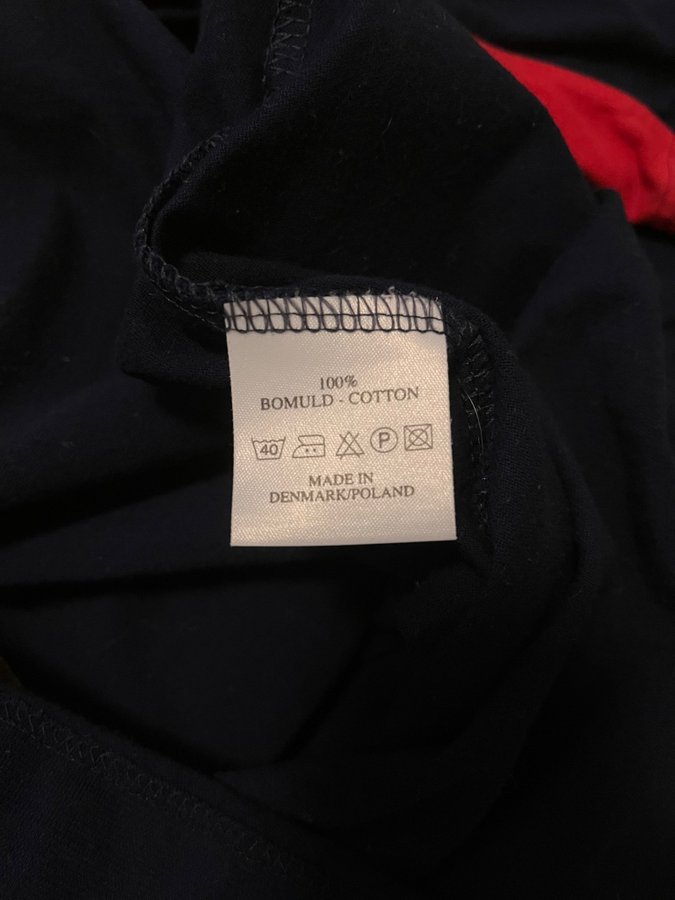 100%
BOMULD - COTTON
40 P
MADE IN
DENMARK/POLAND